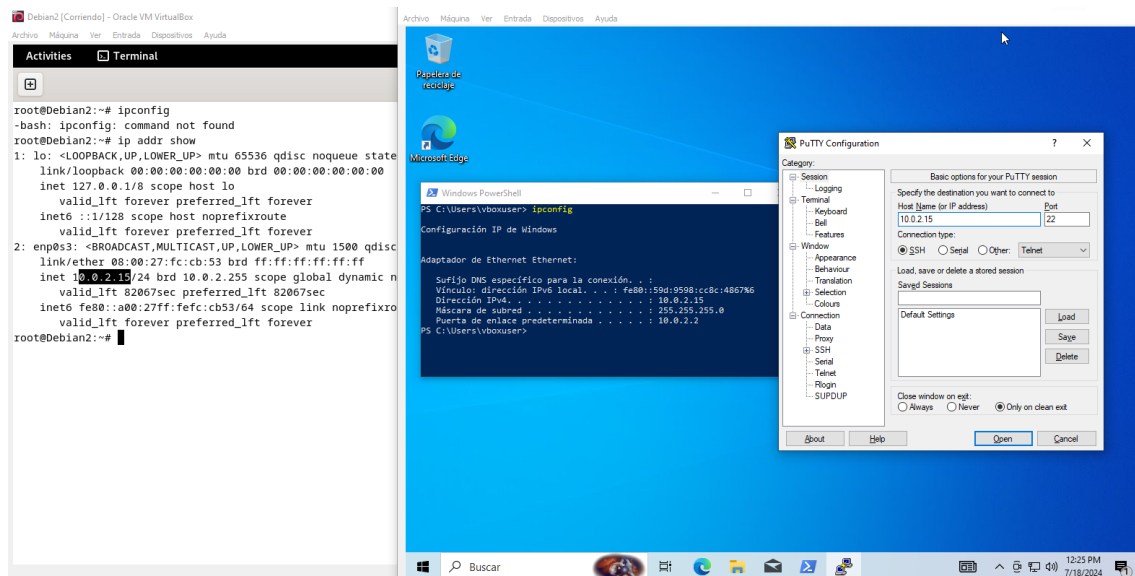 Debian2 [Corriendo] - Oracle VM VirtualBox
Archivo Máquina Ver Entrada Dispositivos Ayuda
Activities Terminal
root@Debian2:~# ipconfig
-bash: ipconfig: command not found
root@Debian2:~# ip addr show
1: lo: <LOOPBACK,UP,LOWER_UP> mtu 65536 qdisc noqueue state
link/loopback 00:00:00:00:00:00 brd 00:00:00:00:00:00
inet 127.0.0.1/8 scope host lo
valid_lft forever preferred_lft forever
inet6 ::1/128 scope host noprefixroute
valid_lft forever preferred_lft forever
2: enp0s3: <BROADCAST,MULTICAST,UP,LOWER_UP> mtu 1500 qdisc
link/ether 08:00:27:fc:cb:53 brd ff:ff:ff:ff:ff:ff
inet 10.0.2.15/24 brd 10.0.2.255 scope global dynamic n
valid_lft 82067sec preferred_lft 82067sec
inet6 fe80::a00:27ff:fefc:cb53/64 scope link noprefixro
valid_lft forever preferred_lft forever
root@Debian2:~#
Archivo Máquina Ver Entrada Dispositivos Ayuda
Papelera de
reciclaje
Microsoft Edge
Windows PowerShell
PS C:\Users\vboxuser> ipconfig
Configuración IP de Windows
Adaptador de Ethernet Ethernet:
Sufijo DNS específico para la conexión. . :
Vínculo: dirección IPv6 local. . . : fe80::59d:9598:cc8c:4867%6
Dirección IPv4. . . . . . . . . . . . . . : 10.0.2.15
Máscara de subred . . . . . . . . . . . . : 255.255.255.0
Puerta de enlace predeterminada . . . . . : 10.0.2.2
PS C:\Users\vboxuser>
PuTTY Configuration ? X
Category:
Session
Logging
Terminal
Keyboard
Bell
Features
Window
Appearance
Behaviour
Translation
Selection
Colours
Connection
Data
Proxy
SSH
Serial
Telnet
Rlogin
SUPDUP
Basic options for your PuTTY session
Specify the destination you want to connect to
Host Name (or IP address) Port
10.0.2.15 22
Connection type:
SSH Serial Other: Telnet
Load, save or delete a stored session
Saved Sessions
Default Settings
Load
Save
Delete
Close window on exit:
Always Never Only on clean exit
About Help Open Cancel
Buscar
12:25 PM
7/18/2024